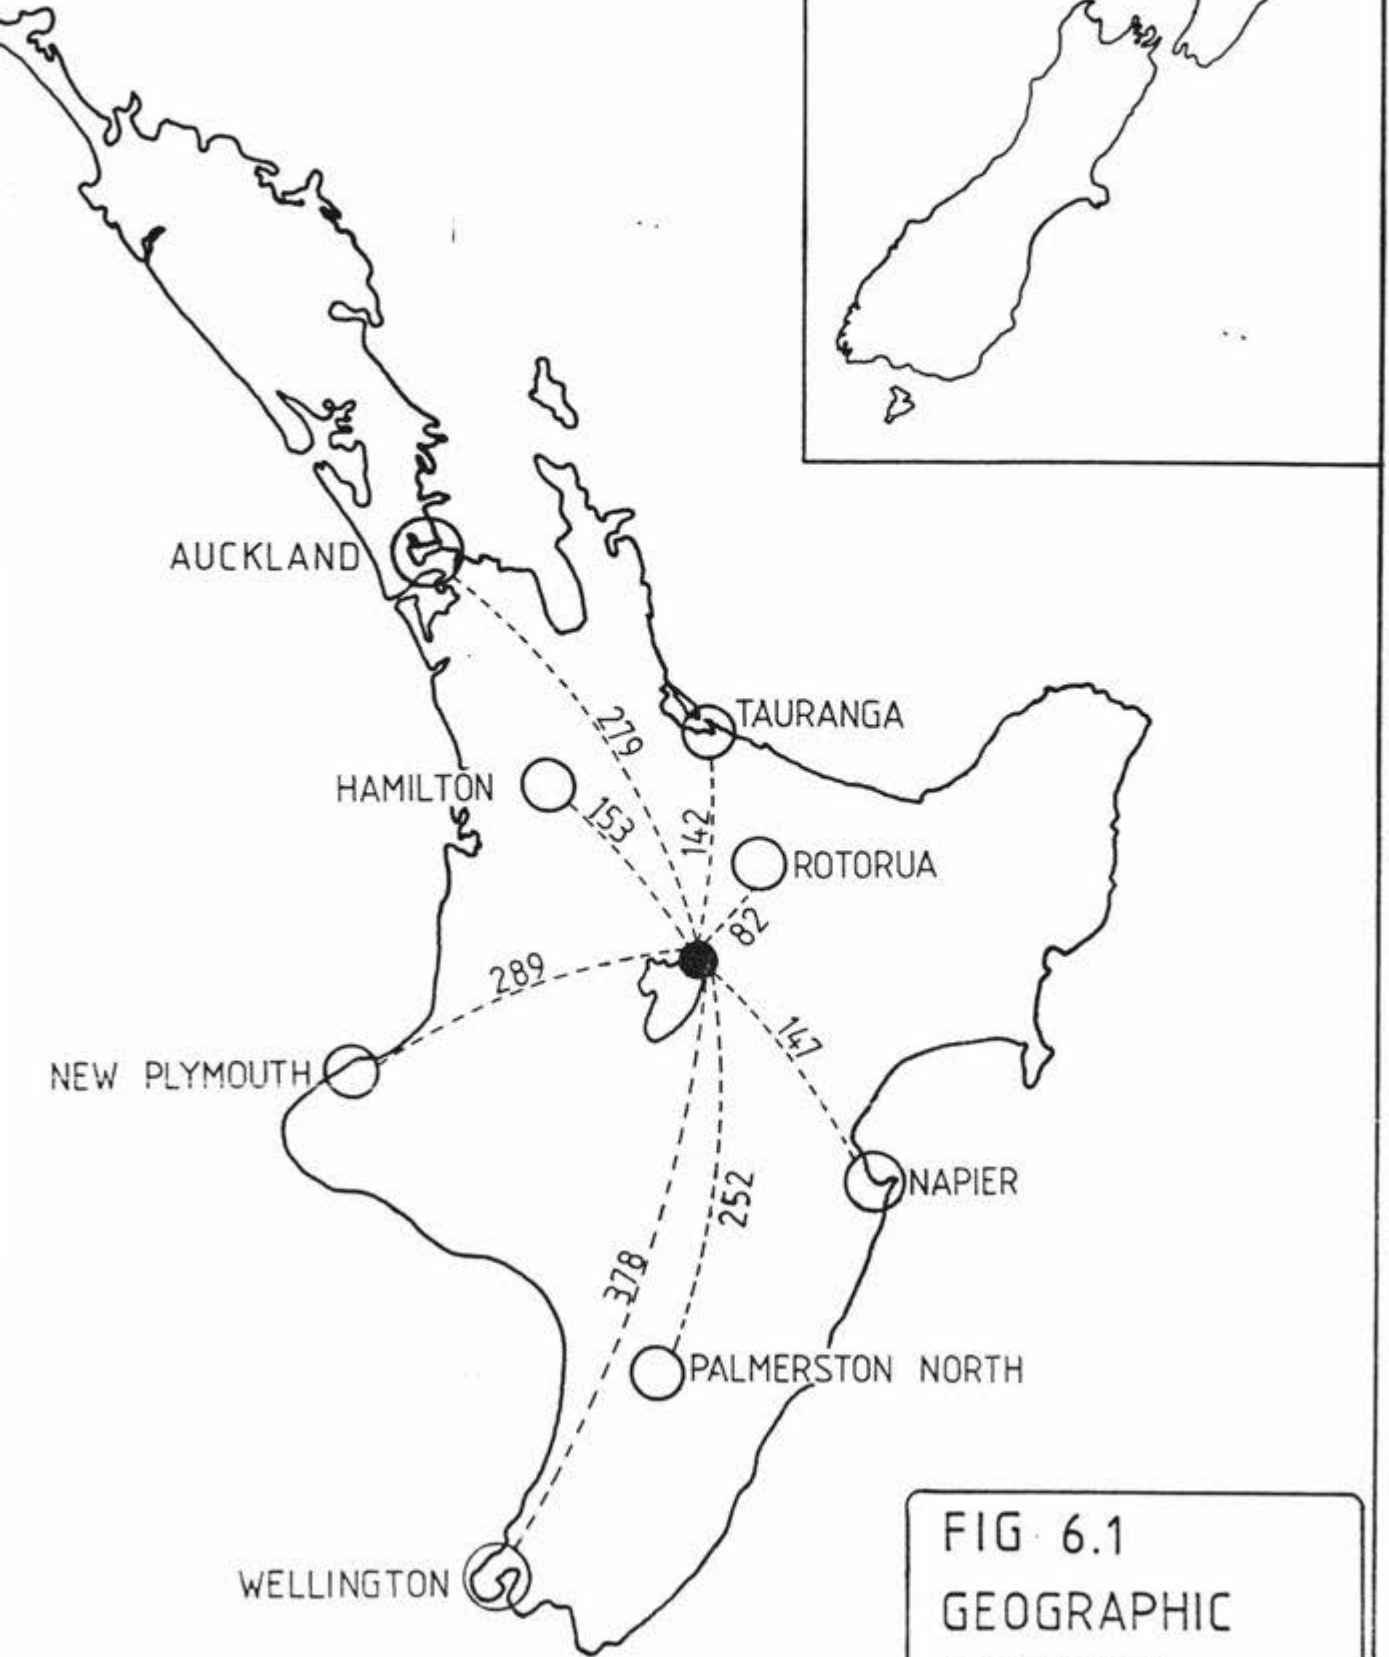 AUCKLAND
TAURANGA
279
HAMILTON
153
142
ROTORUA
82
289
147
NEW PLYMOUTH
NAPIER
252
378
PALMERSTON NORTH
WELLINGTON
FIG 6.1
GEOGRAPHIC